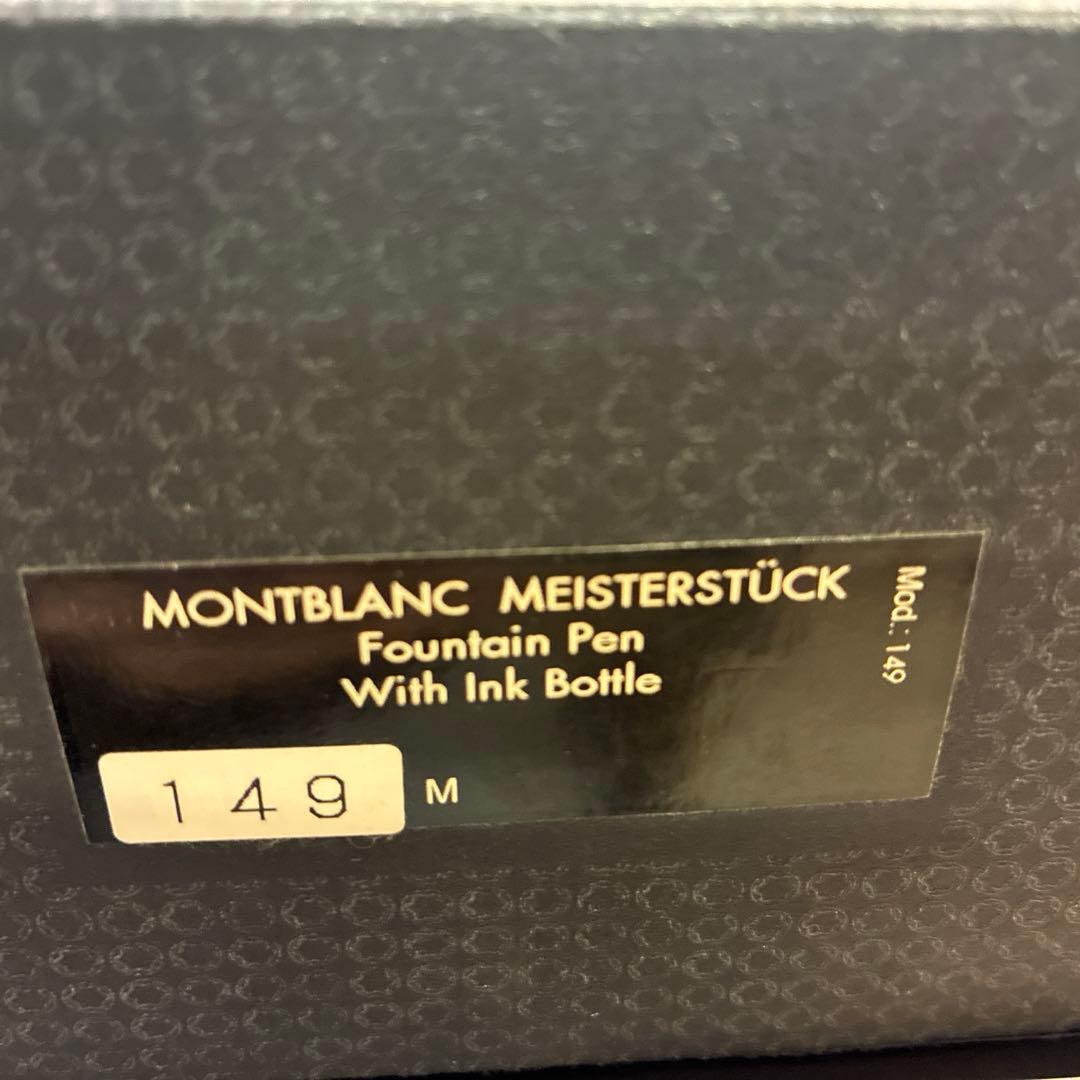 MONTBLANC MEISTERSTÜCK
Fountain Pen
With Ink Bottle
Mod.: 149
149 M